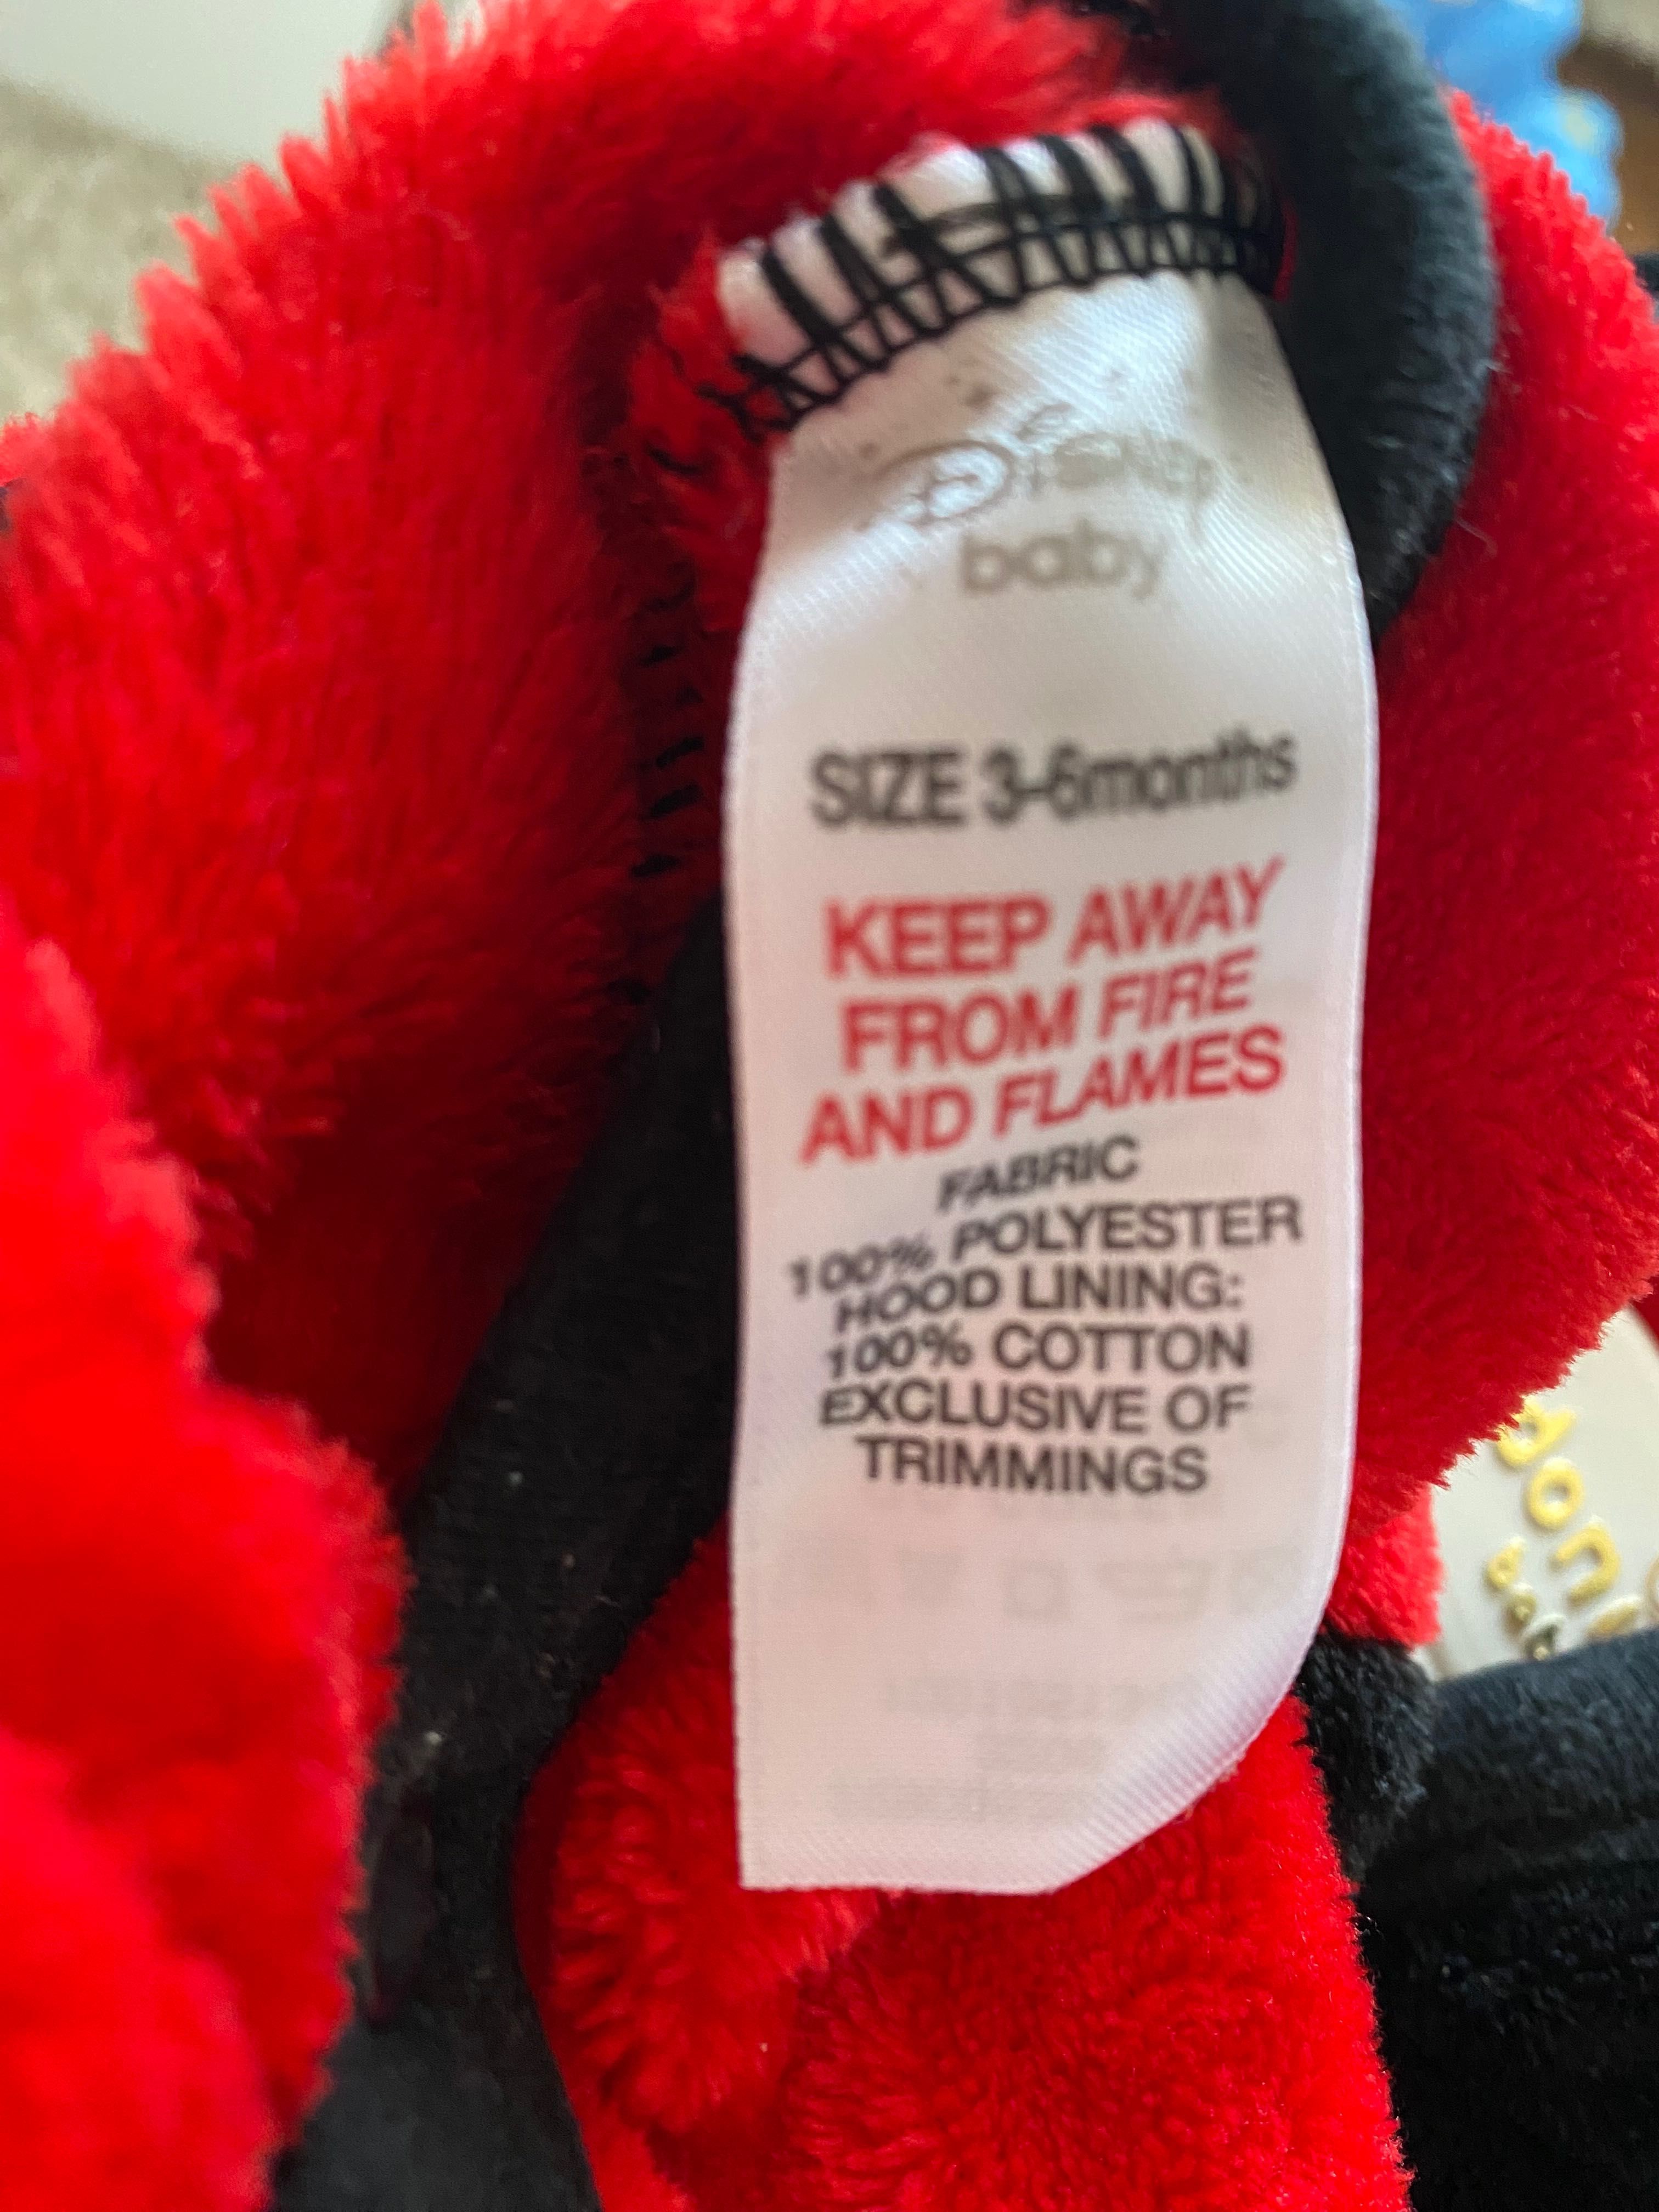 Disney
baby
SIZE 3-6months
KEEP AWAY
FROM FIRE
AND FLAMES
FABRIC
100% POLYESTER
HOOD LINING:
100% COTTON
EXCLUSIVE OF
TRIMMINGS